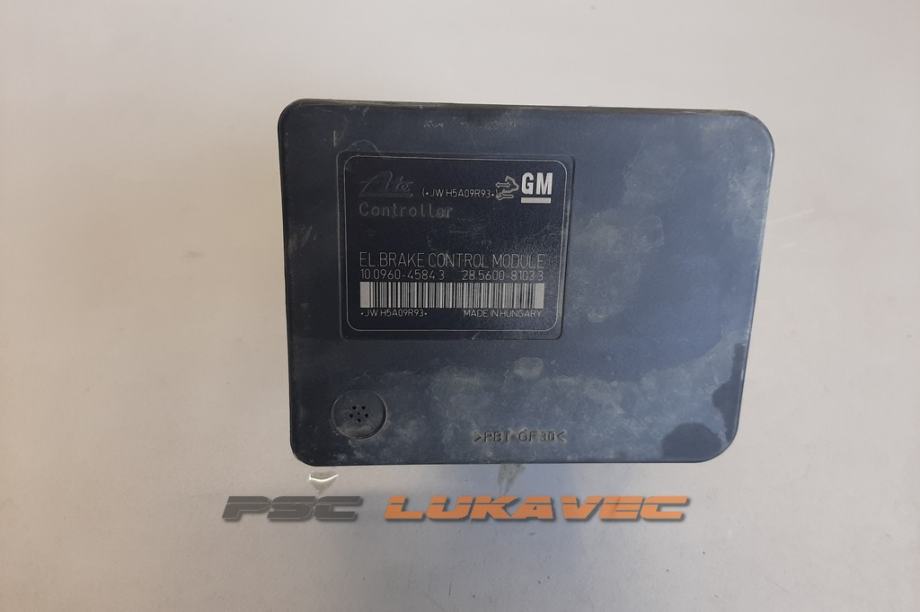 Ate (•JW H5A09R93•) GM
Controller
EL.BRAKE CONTROL MODULE
10.0960-4584.3 28.5600-8103.3
•JW H5A09R93• MADE IN HUNGARY
>PBT-GF30<
PSC LUKAVEC